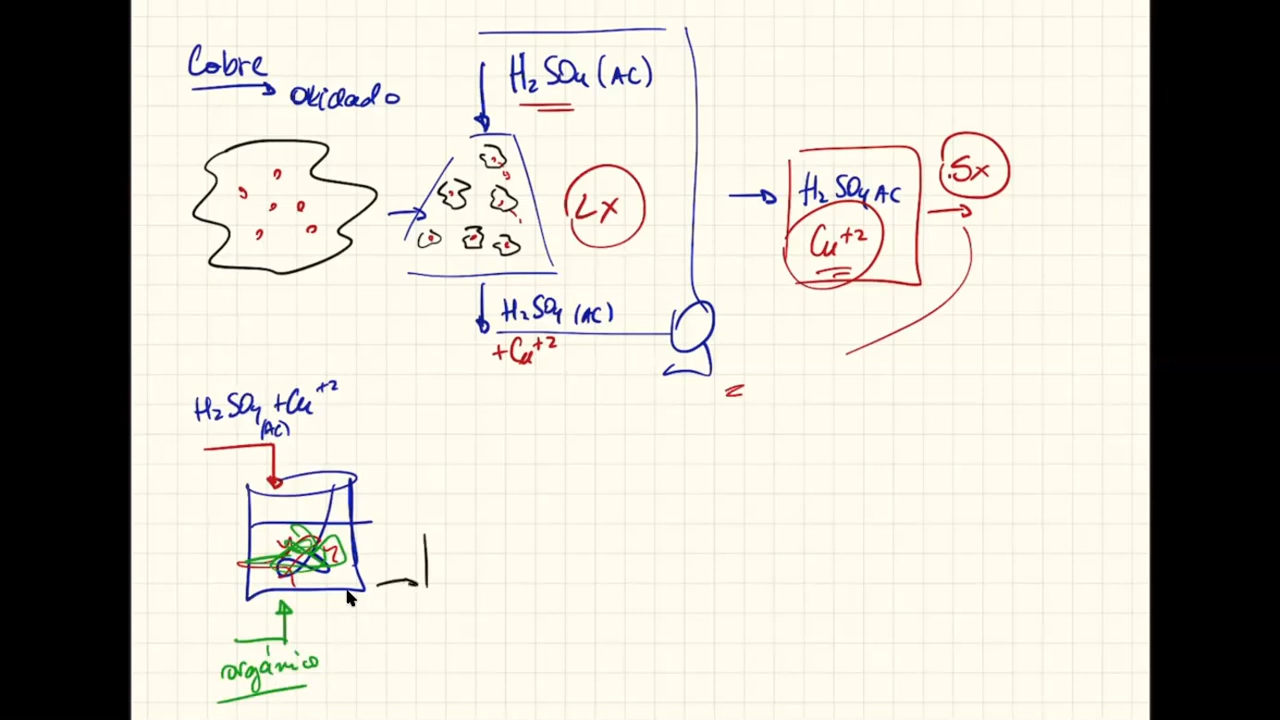 Cobre
oxidado
H₂SO₄ (AC)
LX
H₂SO₄ AC
Cu⁺²
SX
H₂SO₄ (AC)
+Cu⁺²
H₂SO₄ +Cu⁺²
(AC)
orgánico